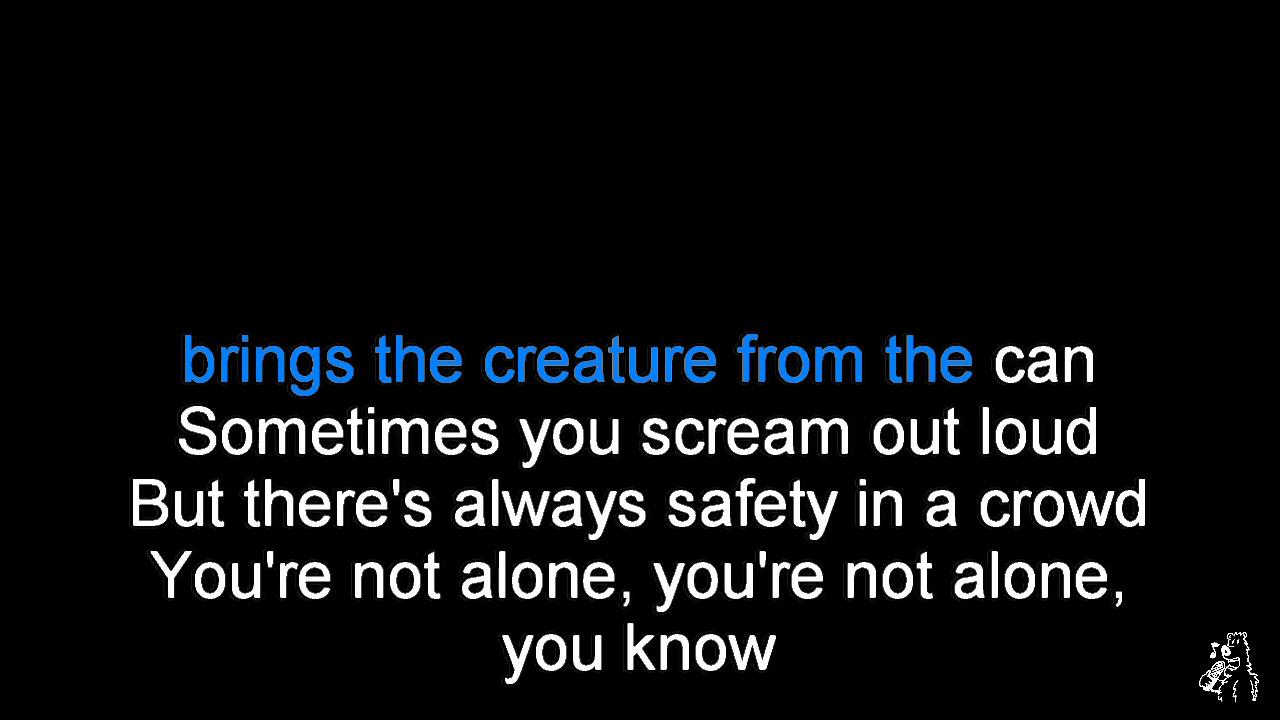 brings the creature from the can
Sometimes you scream out loud
But there's always safety in a crowd
You're not alone, you're not alone,
you know